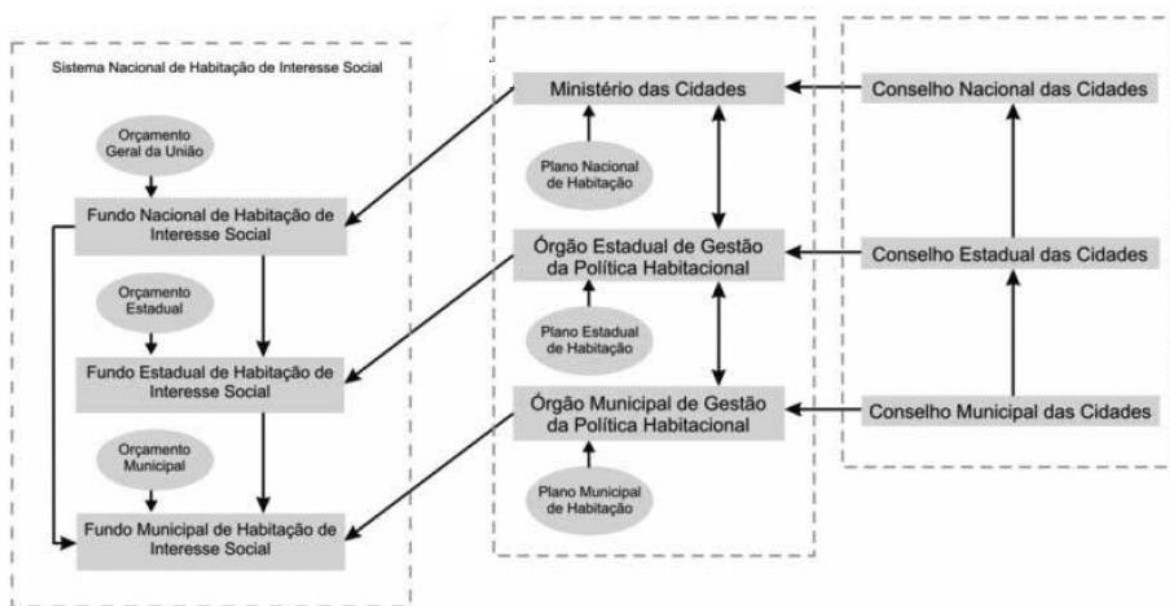 Sistema Nacional de Habitação de Interesse Social
Orçamento
Geral da União
Fundo Nacional de Habitação de
Interesse Social
Orçamento
Estadual
Fundo Estadual de Habitação de
Interesse Social
Orçamento
Municipal
Fundo Municipal de Habitação de
Interesse Social
Ministério das Cidades
Plano Nacional
de Habitação
Órgão Estadual de Gestão
da Política Habitacional
Plano Estadual
de Habitação
Órgão Municipal de Gestão
da Política Habitacional
Plano Municipal
de Habitação
Conselho Nacional das Cidades
Conselho Estadual das Cidades
Conselho Municipal das Cidades